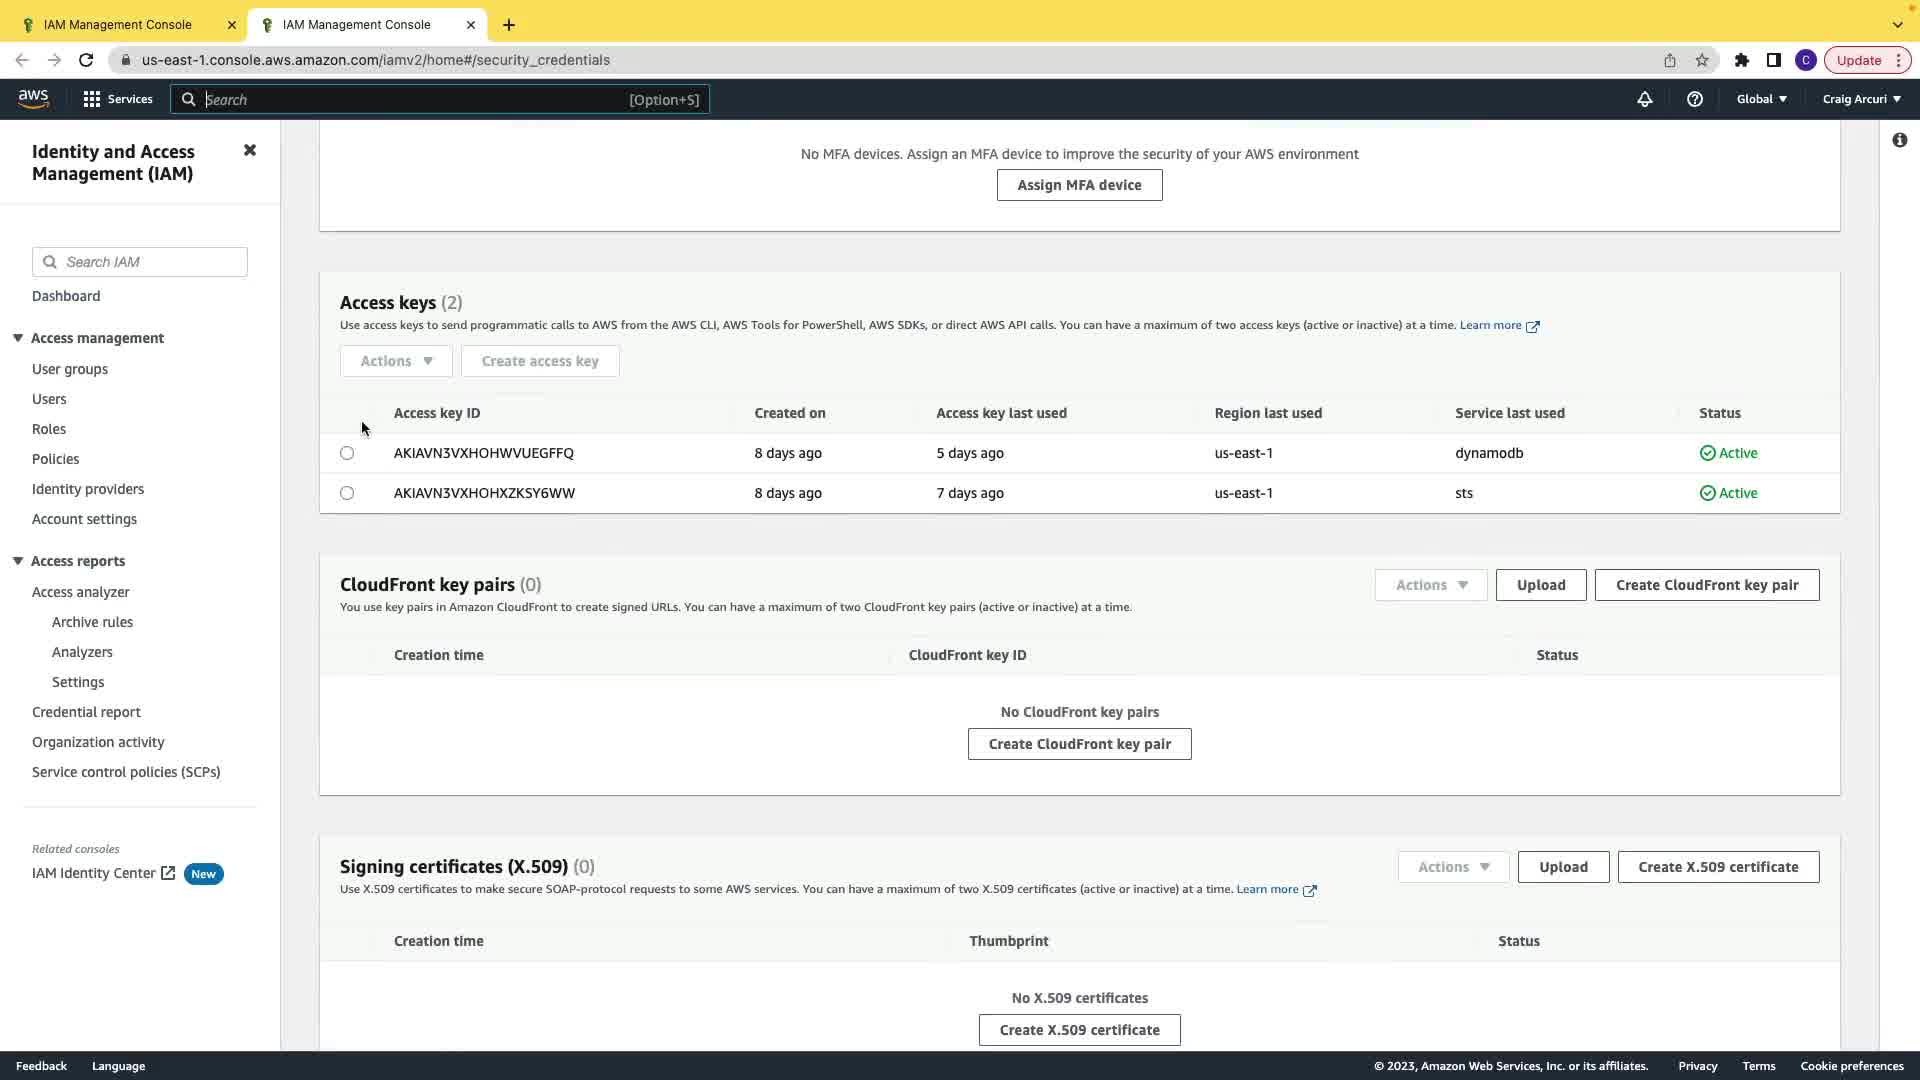 IAM Management Console
IAM Management Console
us-east-1.console.aws.amazon.com/iamv2/home#/security_credentials
C
Update
aws
Services
Search
[Option+S]
Global
Craig Arcuri
Identity and Access
Management (IAM)
Search IAM
Dashboard
Access management
User groups
Users
Roles
Policies
Identity providers
Account settings
Access reports
Access analyzer
Archive rules
Analyzers
Settings
Credential report
Organization activity
Service control policies (SCPs)
Related consoles
IAM Identity Center New
No MFA devices. Assign an MFA device to improve the security of your AWS environment
Assign MFA device
Access keys (2)
Use access keys to send programmatic calls to AWS from the AWS CLI, AWS Tools for PowerShell, AWS SDKs, or direct AWS API calls. You can have a maximum of two access keys (active or inactive) at a time. Learn more
Actions Create access key
Access key ID Created on Access key last used Region last used Service last used Status
AKIAVN3VXHOHWVUEGFFQ 8 days ago 5 days ago us-east-1 dynamodb Active
AKIAVN3VXHOHXZKSY6WW 8 days ago 7 days ago us-east-1 sts Active
CloudFront key pairs (0)
Actions Upload Create CloudFront key pair
You use key pairs in Amazon CloudFront to create signed URLs. You can have a maximum of two CloudFront key pairs (active or inactive) at a time.
Creation time CloudFront key ID Status
No CloudFront key pairs
Create CloudFront key pair
Signing certificates (X.509) (0)
Actions Upload Create X.509 certificate
Use X.509 certificates to make secure SOAP-protocol requests to some AWS services. You can have a maximum of two X.509 certificates (active or inactive) at a time. Learn more
Creation time Thumbprint Status
No X.509 certificates
Create X.509 certificate
Feedback Language
© 2023, Amazon Web Services, Inc. or its affiliates. Privacy Terms Cookie preferences